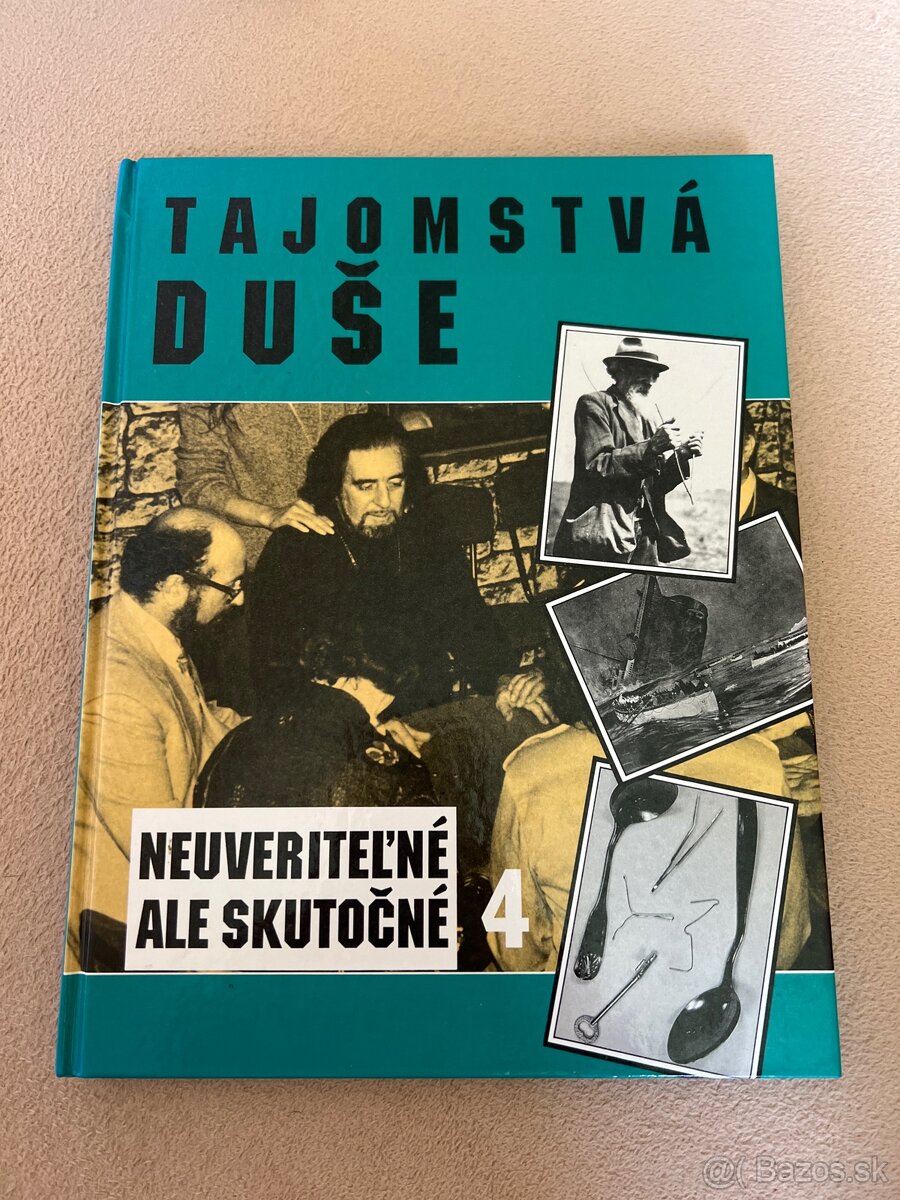 TAJOMSTVÁ
DUŠE
NEUVERITEĽNÉ
ALE SKUTOČNÉ
4
@( Bazos.sk